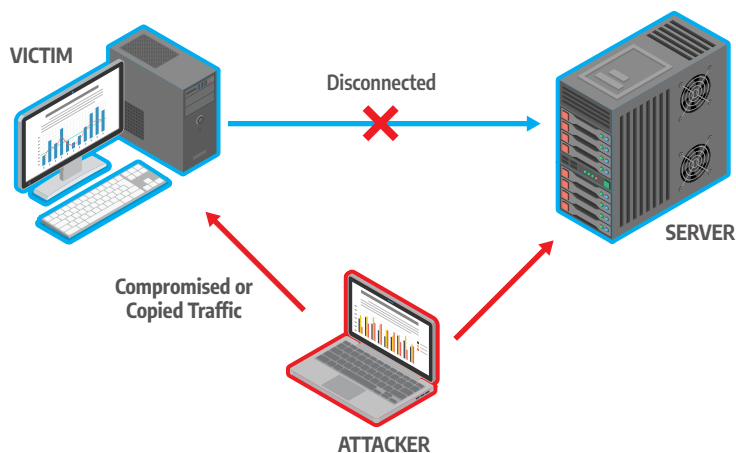 VICTIM
Disconnected
SERVER
Compromised or
Copied Traffic
ATTACKER